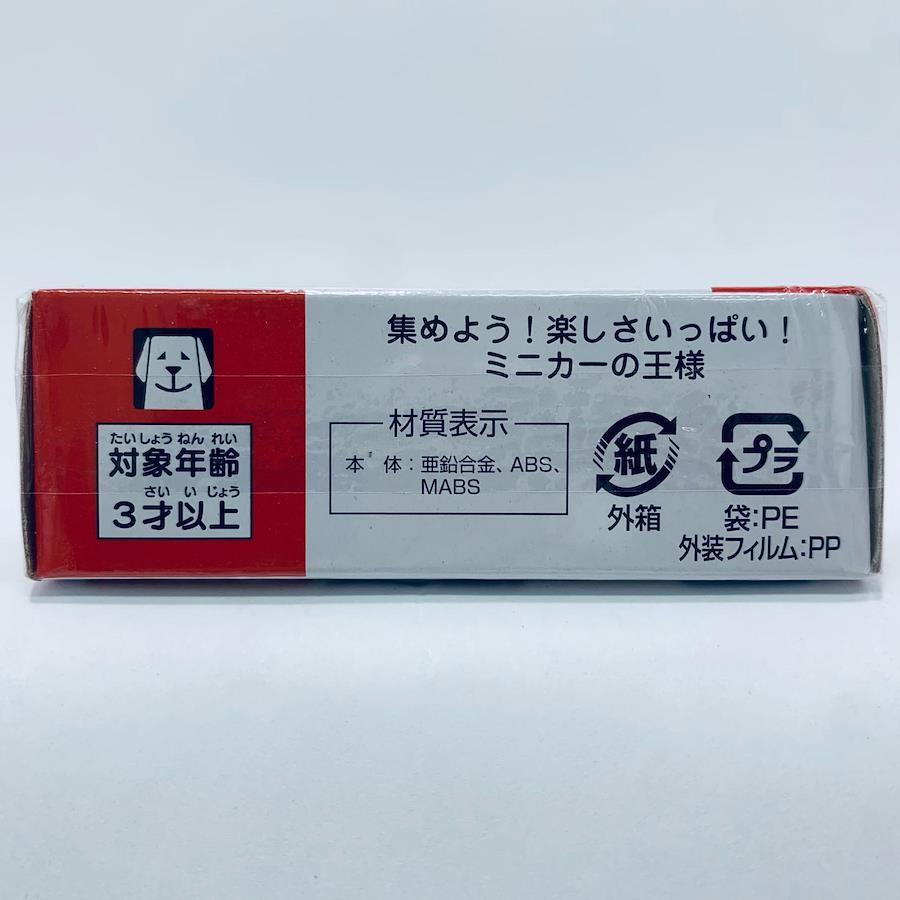 集めよう！楽しさいっぱい！
ミニカーの王様
たいしょうねんれい
対象年齢
さいいじょう
3才以上
材質表示
本体：亜鉛合金、ABS、
MABS
紙
外箱
プラ
袋：PE
外装フィルム：PP